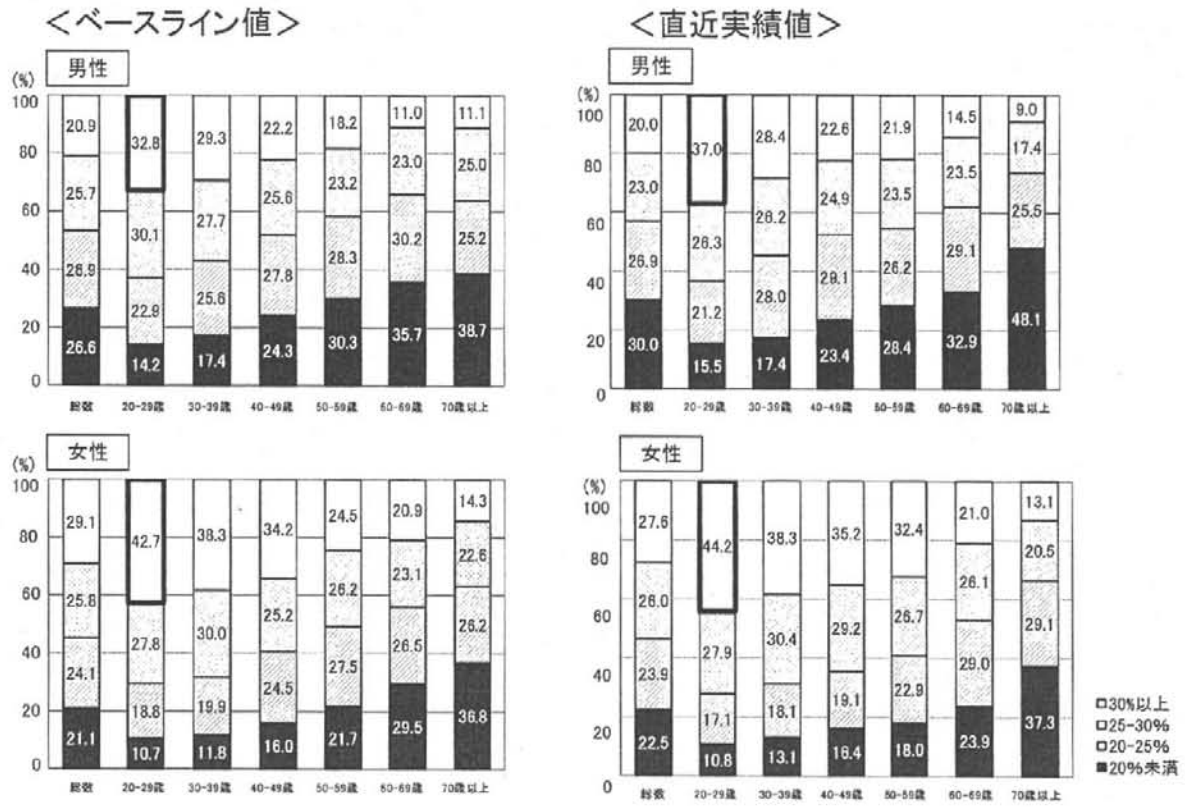 ＜ベースライン値＞
＜直近実績値＞
男性
(%)
100
80
60
40
20
0
20.9 32.8 29.3 22.2 18.2 11.0 11.1
25.7 30.1 27.7 25.6 23.2 23.0 25.0
26.9 22.9 25.6 27.8 28.3 30.2 25.2
26.6 14.2 17.4 24.3 30.3 35.7 38.7
総数 20-29歳 30-39歳 40-49歳 50-59歳 60-69歳 70歳以上
男性
(%)
100
80
60
40
20
0
20.0 37.0 28.4 22.6 21.9 14.5 9.0
23.0 26.3 26.2 24.9 23.5 23.5 17.4
26.9 21.2 28.0 29.1 26.2 29.1 25.5
30.0 15.5 17.4 23.4 28.4 32.9 48.1
総数 20-29歳 30-39歳 40-49歳 50-59歳 60-69歳 70歳以上
女性
(%)
100
80
60
40
20
0
29.1 42.7 38.3 34.2 24.5 20.9 14.3
25.8 27.8 30.0 25.2 26.2 23.1 22.6
24.1 18.8 19.9 24.5 27.5 26.5 26.2
21.1 10.7 11.8 16.0 21.7 29.5 36.8
総数 20-29歳 30-39歳 40-49歳 50-59歳 60-69歳 70歳以上
女性
(%)
100
80
60
40
20
0
27.6 44.2 38.3 35.2 32.4 21.0 13.1
26.0 27.9 30.4 29.2 26.7 26.1 20.5
23.9 17.1 18.1 19.1 22.9 29.0 29.1
22.5 10.8 13.1 16.4 18.0 23.9 37.3
総数 20-29歳 30-39歳 40-49歳 50-59歳 60-69歳 70歳以上
□30%以上
□25-30%
□20-25%
■20%未満